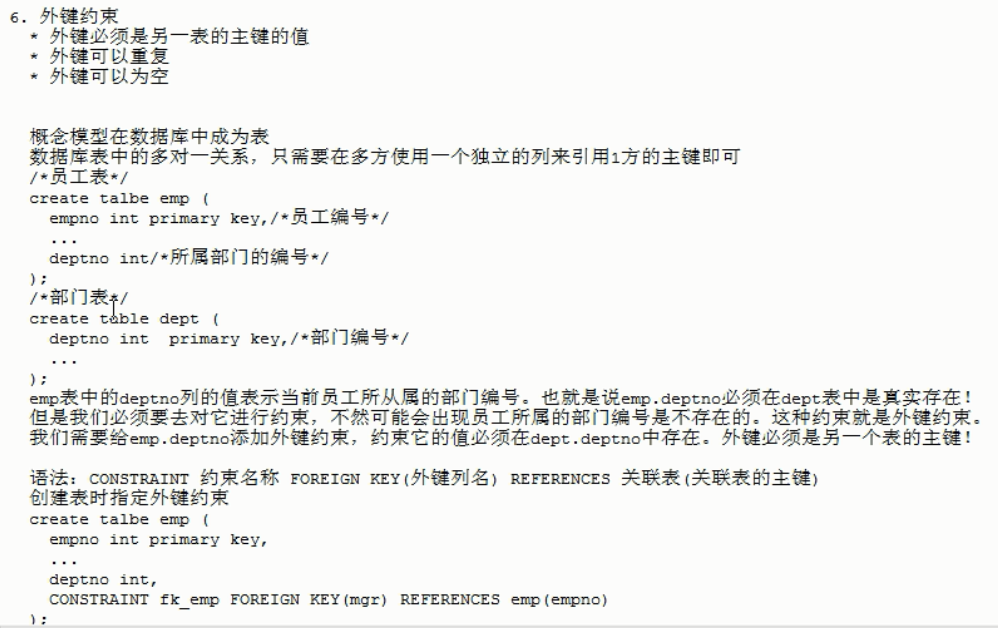 6. 外键约束
* 外键必须是另一表的主键的值
* 外键可以重复
* 外键可以为空
概念模型在数据库中成为表
数据库表中的多对一关系，只需要在多方使用一个独立的列来引用1方的主键即可
/*员工表*/
create talbe emp (
empno int primary key,/*员工编号*/
...
deptno int/*所属部门的编号*/
);
/*部门表*/
create table dept (
deptno int  primary key,/*部门编号*/
...
);
emp表中的deptno列的值表示当前员工所从属的部门编号。也就是说emp.deptno必须在dept表中是真实存在！
但是我们必须要去对它进行约束，不然可能会出现员工所属的部门编号是不存在的。这种约束就是外键约束。
我们需要给emp.deptno添加外键约束，约束它的值必须在dept.deptno中存在。外键必须是另一个表的主键！
语法：CONSTRAINT 约束名称 FOREIGN KEY(外键列名) REFERENCES 关联表(关联表的主键)
创建表时指定外键约束
create talbe emp (
empno int primary key,
...
deptno int,
CONSTRAINT fk_emp FOREIGN KEY(mgr) REFERENCES emp(empno)
);